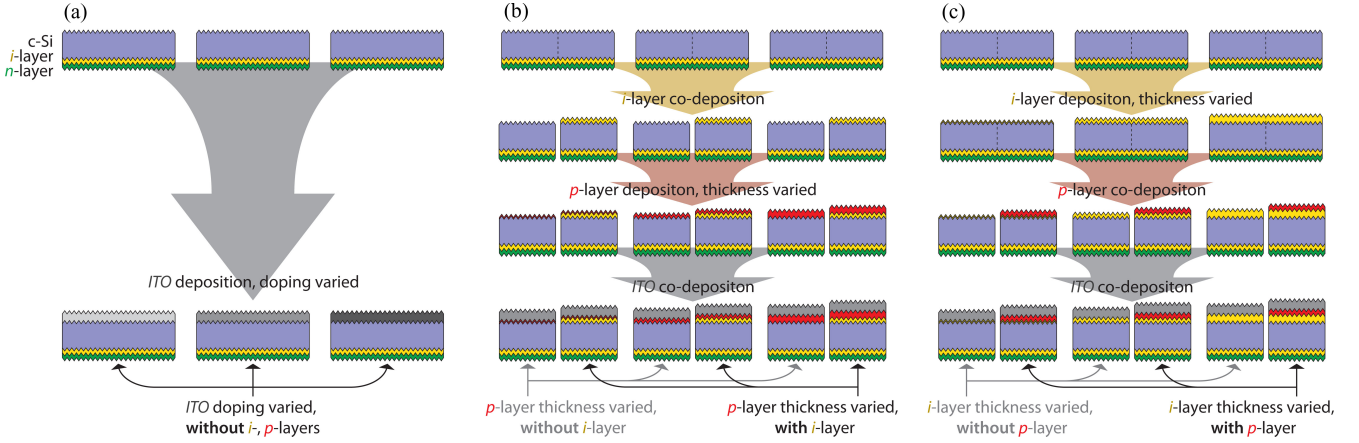 (a)
c-Si
i-layer
n-layer
ITO deposition, doping varied
ITO doping varied,
without i-, p-layers
(b)
i-layer co-depositon
p-layer depositon, thickness varied
ITO co-depositon
p-layer thickness varied,
without i-layer
p-layer thickness varied,
with i-layer
(c)
i-layer depositon, thickness varied
p-layer co-depositon
ITO co-depositon
i-layer thickness varied,
without p-layer
i-layer thickness varied,
with p-layer